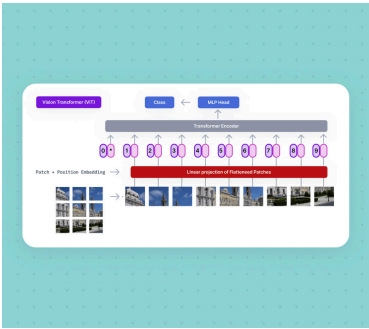 Vision Transformer (ViT)
Class
MLP Head
Transformer Encoder
0 * 1 2 3 4 5 6 7 8 9
Patch + Position Embedding
Linear projection of Flattened Patches